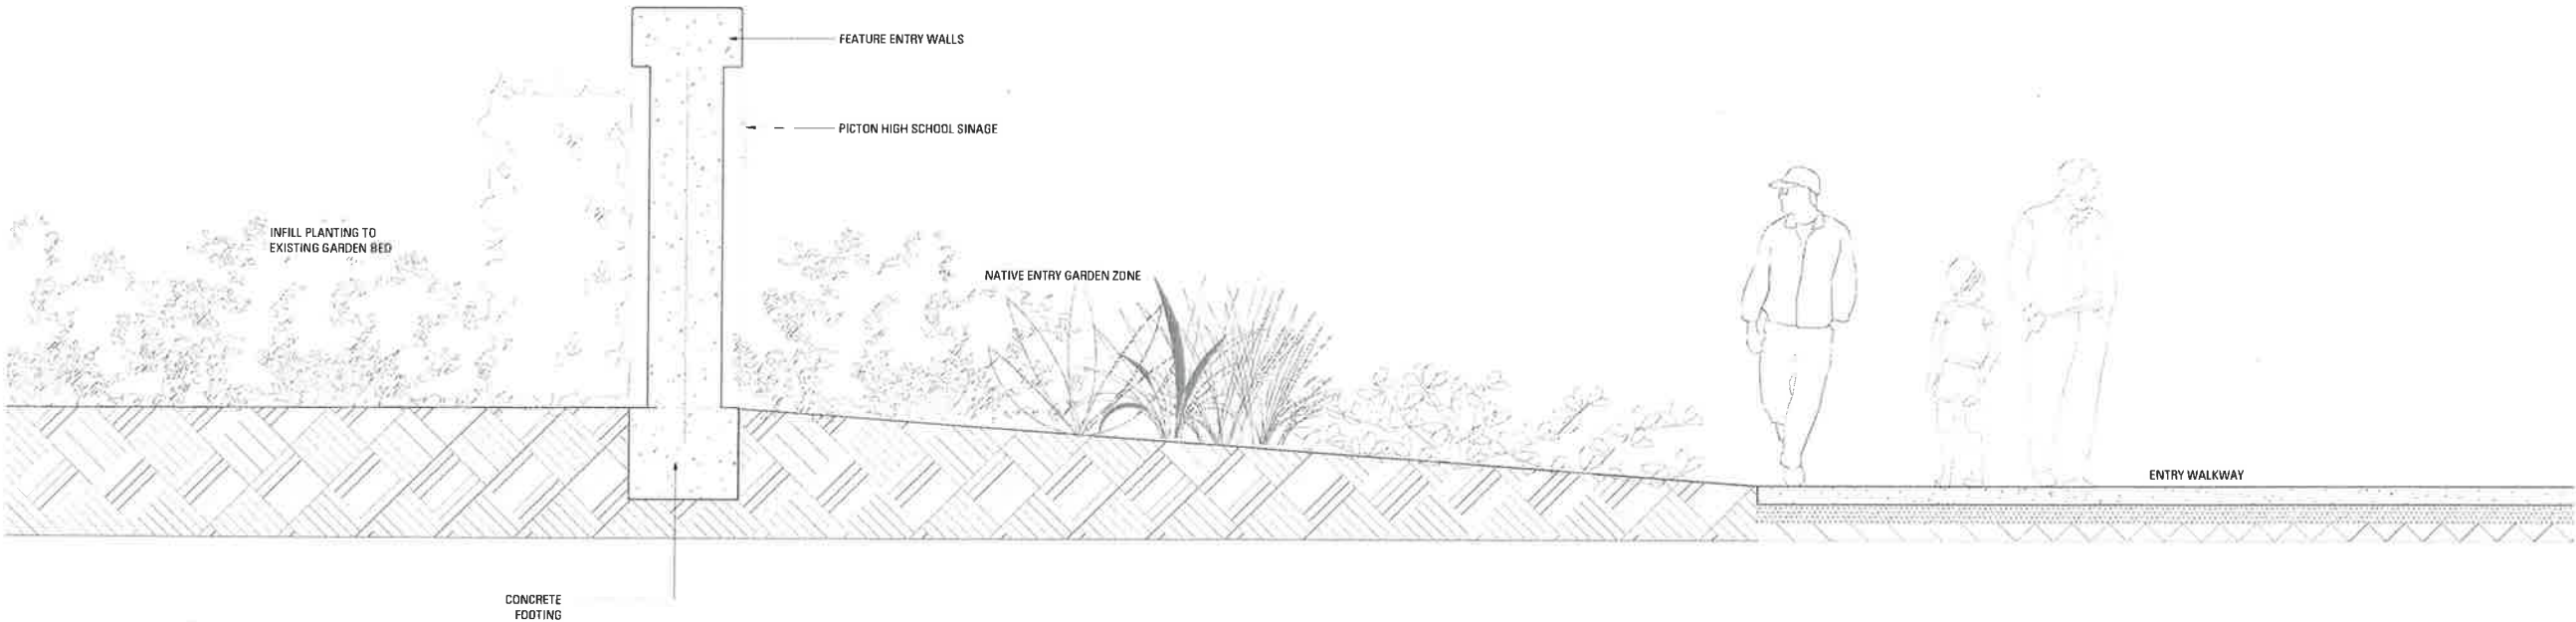 FEATURE ENTRY WALLS
PICTON HIGH SCHOOL SINAGE
INFILL PLANTING TO
EXISTING GARDEN BED
NATIVE ENTRY GARDEN ZONE
ENTRY WALKWAY
CONCRETE
FOOTING